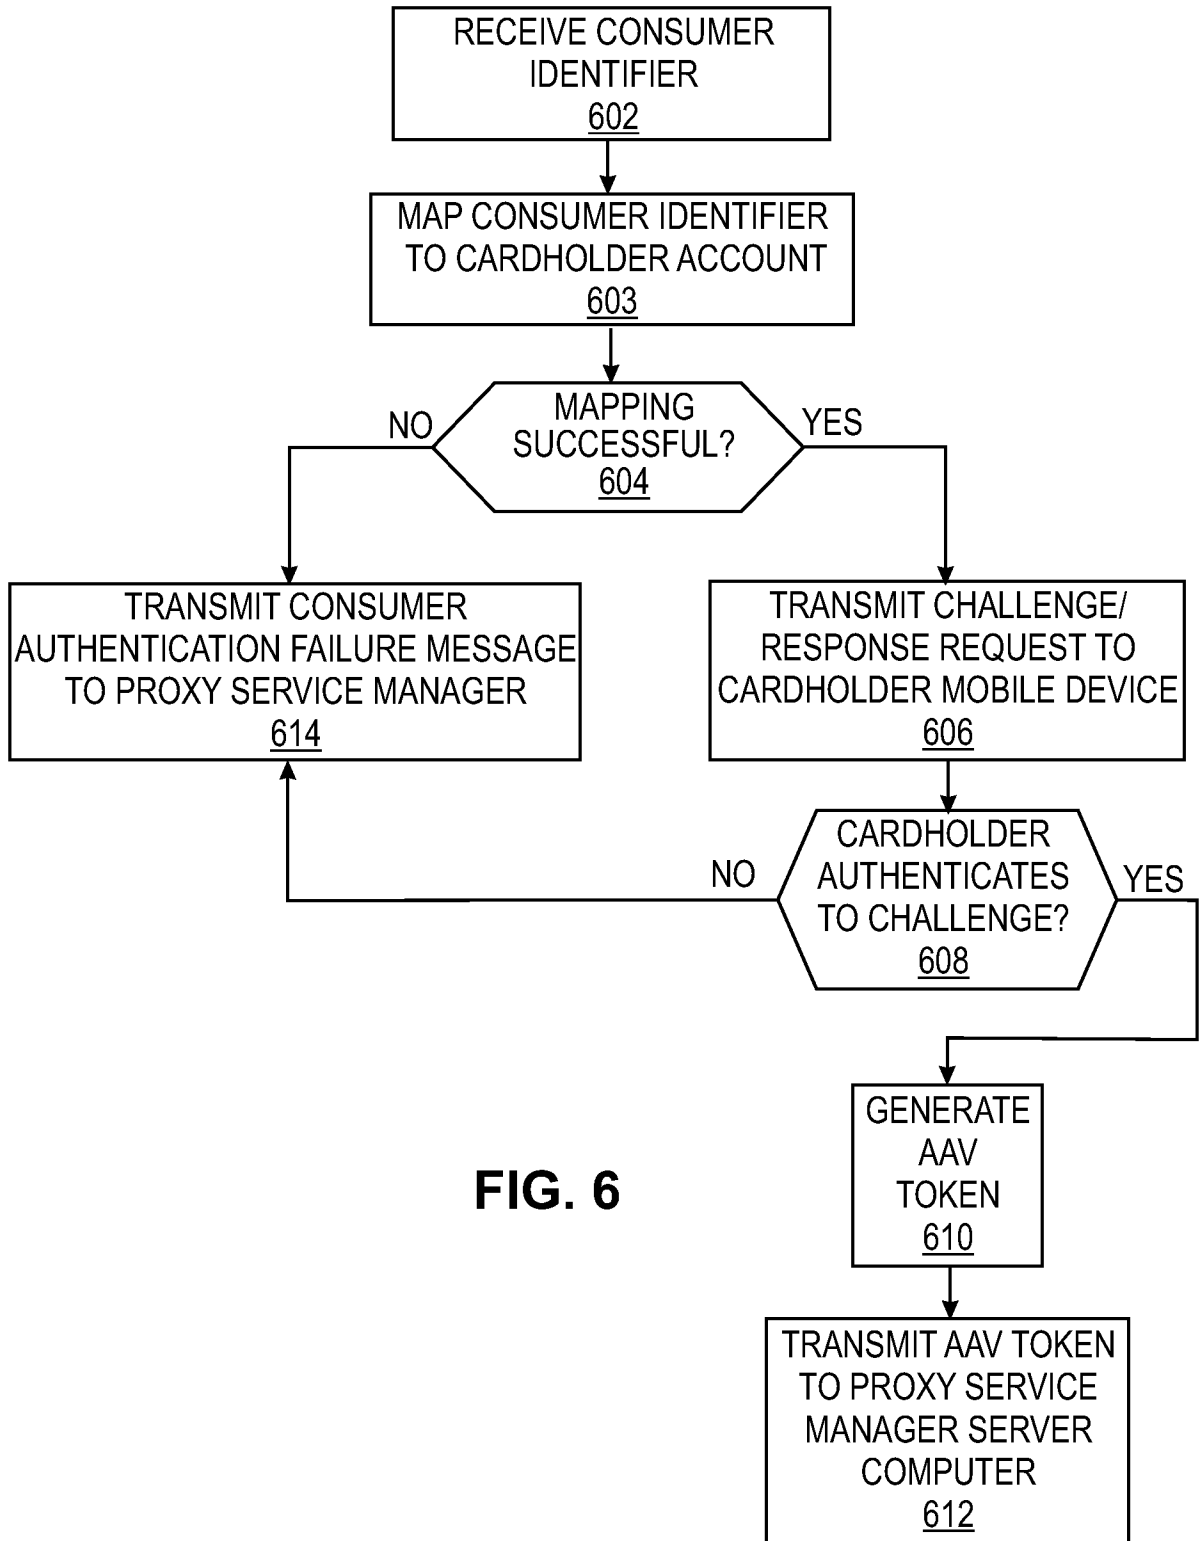 RECEIVE CONSUMER
IDENTIFIER
602
MAP CONSUMER IDENTIFIER
TO CARDHOLDER ACCOUNT
603
MAPPING
SUCCESSFUL?
604
NO
YES
TRANSMIT CONSUMER
AUTHENTICATION FAILURE MESSAGE
TO PROXY SERVICE MANAGER
614
TRANSMIT CHALLENGE/
RESPONSE REQUEST TO
CARDHOLDER MOBILE DEVICE
606
CARDHOLDER
AUTHENTICATES
TO CHALLENGE?
608
NO
YES
GENERATE
AAV
TOKEN
610
FIG. 6
TRANSMIT AAV TOKEN
TO PROXY SERVICE
MANAGER SERVER
COMPUTER
612